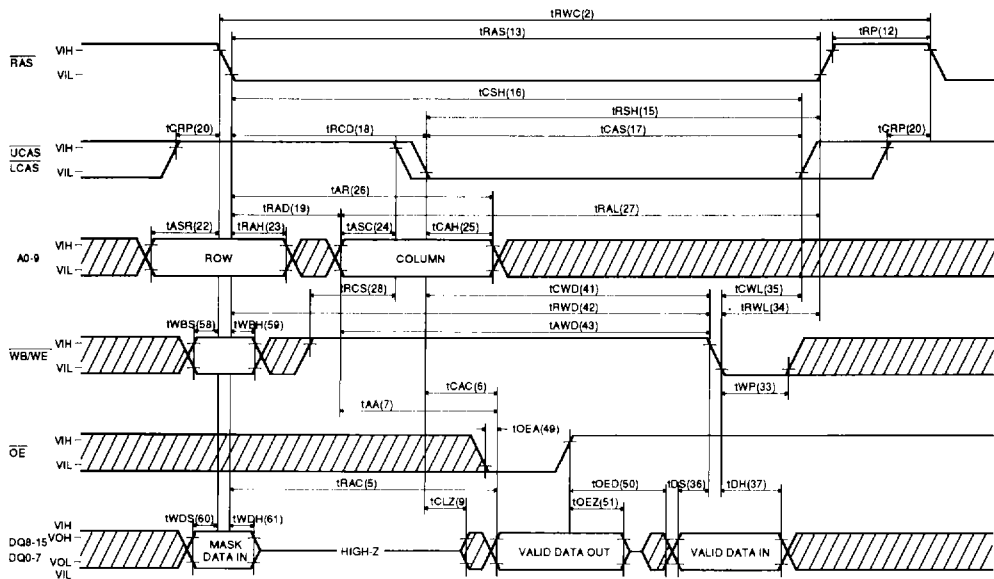 tRWC(2)
tRAS(13)
tRP(12)
RAS
VIH
VIL
tCSH(16)
tRSH(15)
tCRP(20)
tRCD(18)
tCAS(17)
tCRP(20)
UCAS
LCAS
VIH
VIL
tAR(26)
tRAD(19)
tRAL(27)
tASR(22)
tRAH(23)
tASC(24)
tCAH(25)
A0-9
VIH
VIL
ROW
COLUMN
tRCS(28)
tCWD(41)
tCWL(35)
tRWD(42)
tRWL(34)
tWBS(58)
tWBH(59)
tAWD(43)
WB/WE
VIH
VIL
tCAC(6)
tWP(33)
tAA(7)
tOEA(49)
OE
VIH
VIL
tRAC(5)
tOED(50)
tDS(36)
tDH(37)
tCLZ(9)
tOEZ(51)
tWDS(60)
tWDH(61)
VIH
VOH
DQ8-15
DQ0-7
VOL
VIL
MASK
DATA IN
HIGH-Z
VALID DATA OUT
VALID DATA IN